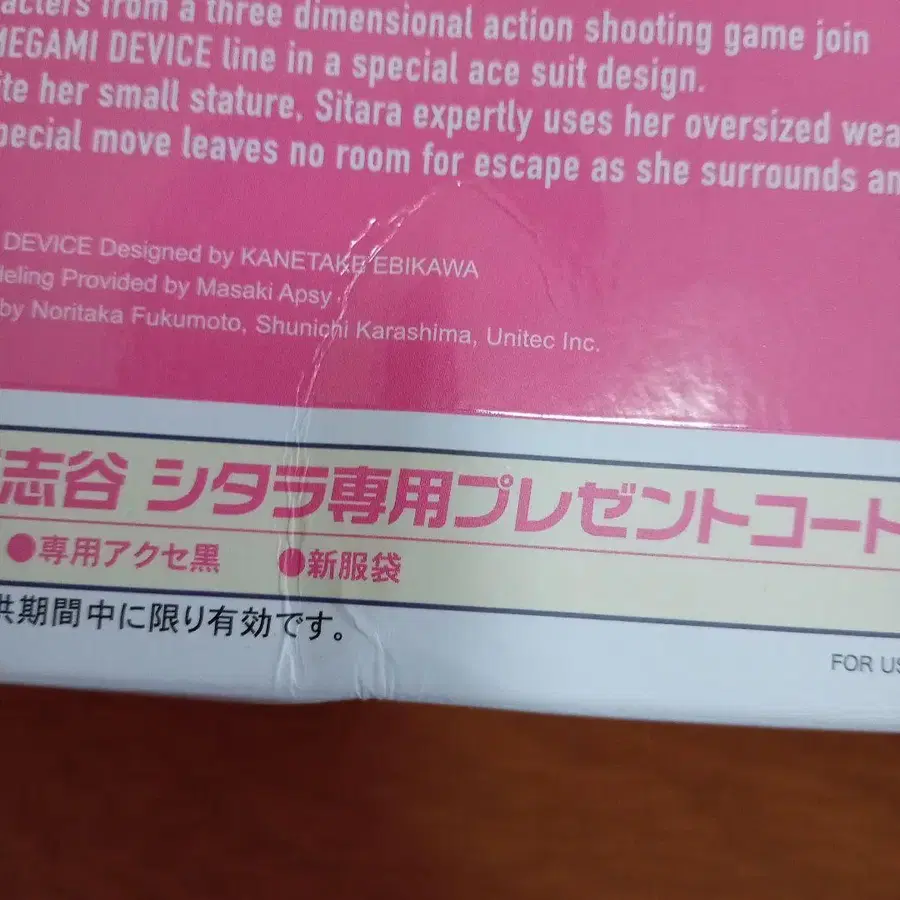 acters from a three dimensional action shooting game join
MEGAMI DEVICE line in a special ace suit design.
ite her small stature, Sitara expertly uses her oversized wea
pecial move leaves no room for escape as she surrounds an
DEVICE Designed by KANETAKE EBIKAWA
deling Provided by Masaki Apsy
by Noritaka Fukumoto, Shunichi Karashima, Unitec Inc.
志谷 シタラ専用プレゼントコート
●専用アクセ黒 ●新服袋
供期間中に限り有効です。
FOR US